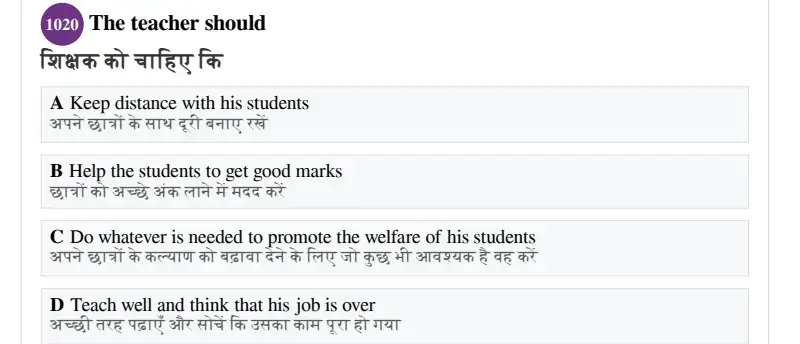 1020 The teacher should
शिक्षक को चाहिए कि
A Keep distance with his students
अपने छात्रों के साथ दूरी बनाए रखें
B Help the students to get good marks
छात्रों को अच्छे अंक लाने में मदद करें
C Do whatever is needed to promote the welfare of his students
अपने छात्रों के कल्याण को बढ़ावा देने के लिए जो कुछ भी आवश्यक है वह करें
D Teach well and think that his job is over
अच्छी तरह पढ़ाएँ और सोचें कि उसका काम पूरा हो गया